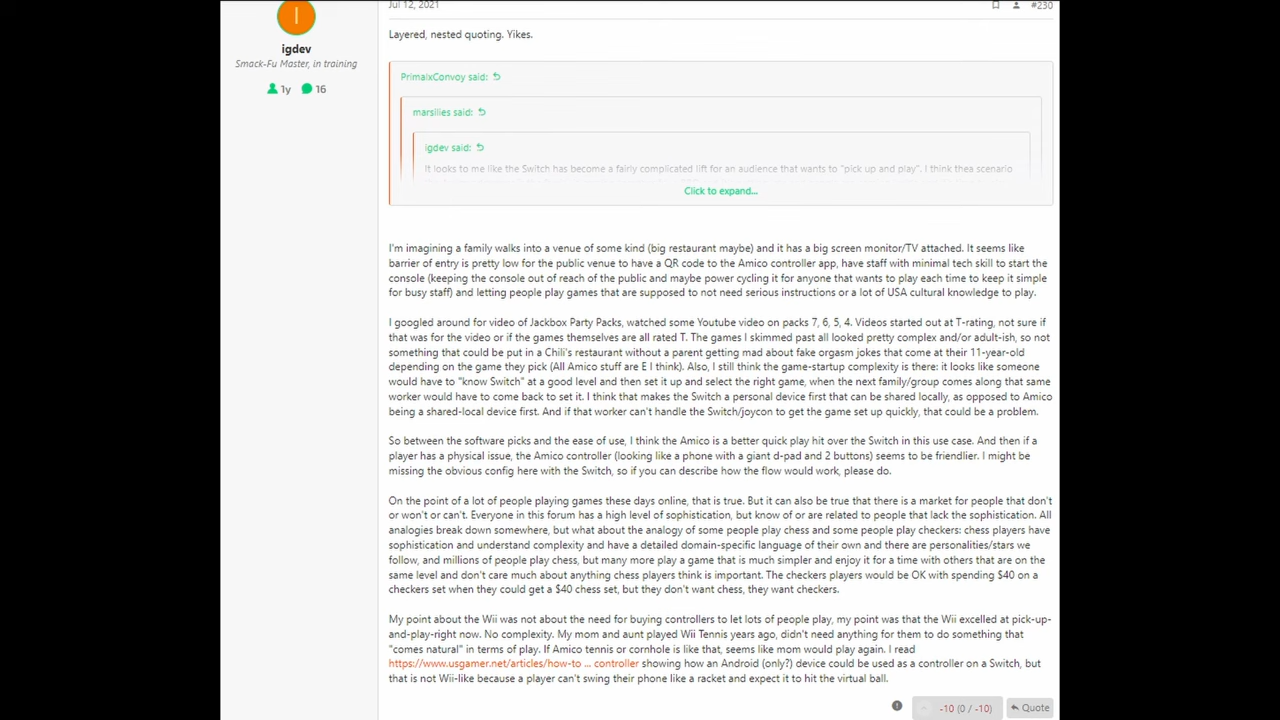 Jul 12, 2021
#230
I
igdev
Smack-Fu Master, in training
1y 16
Layered, nested quoting. Yikes.
PrimalxConvoy said:
marsilies said:
igdev said:
It looks to me like the Switch has become a fairly complicated lift for an audience that wants to "pick up and play". I think thea scenario
Click to expand...
I'm imagining a family walks into a venue of some kind (big restaurant maybe) and it has a big screen monitor/TV attached. It seems like
barrier of entry is pretty low for the public venue to have a QR code to the Amico controller app, have staff with minimal tech skill to start the
console (keeping the console out of reach of the public and maybe power cycling it for anyone that wants to play each time to keep it simple
for busy staff) and letting people play games that are supposed to not need serious instructions or a lot of USA cultural knowledge to play.
I googled around for video of Jackbox Party Packs, watched some Youtube video on packs 7, 6, 5, 4. Videos started out at T-rating, not sure if
that was for the video or if the games themselves are all rated T. The games I skimmed past all looked pretty complex and/or adult-ish, so not
something that could be put in a Chili's restaurant without a parent getting mad about fake orgasm jokes that come at their 11-year-old
depending on the game they pick (All Amico stuff are E I think). Also, I still think the game-startup complexity is there: it looks like someone
would have to "know Switch" at a good level and then set it up and select the right game, when the next family/group comes along that same
worker would have to come back to set it. I think that makes the Switch a personal device first that can be shared locally, as opposed to Amico
being a shared-local device first. And if that worker can't handle the Switch/joycon to get the game set up quickly, that could be a problem.
So between the software picks and the ease of use, I think the Amico is a better quick play hit over the Switch in this use case. And then if a
player has a physical issue, the Amico controller (looking like a phone with a giant d-pad and 2 buttons) seems to be friendlier. I might be
missing the obvious config here with the Switch, so if you can describe how the flow would work, please do.
On the point of a lot of people playing games these days online, that is true. But it can also be true that there is a market for people that don't
or won't or can't. Everyone in this forum has a high level of sophistication, but know of or are related to people that lack the sophistication. All
analogies break down somewhere, but what about the analogy of some people play chess and some people play checkers: chess players have
sophistication and understand complexity and have a detailed domain-specific language of their own and there are personalities/stars we
follow, and millions of people play chess, but many more play a game that is much simpler and enjoy it for a time with others that are on the
same level and don't care much about anything chess players think is important. The checkers players would be OK with spending $40 on a
checkers set when they could get a $40 chess set, but they don't want chess, they want checkers.
My point about the Wii was not about the need for buying controllers to let lots of people play, my point was that the Wii excelled at pick-up-
and-play-right now. No complexity. My mom and aunt played Wii Tennis years ago, didn't need anything for them to do something that
"comes natural" in terms of play. If Amico tennis or cornhole is like that, seems like mom would play again. I read
https://www.usgamer.net/articles/how-to ... controller showing how an Android (only?) device could be used as a controller on a Switch, but
that is not Wii-like because a player can't swing their phone like a racket and expect it to hit the virtual ball.
-10 (0 / -10)
Quote